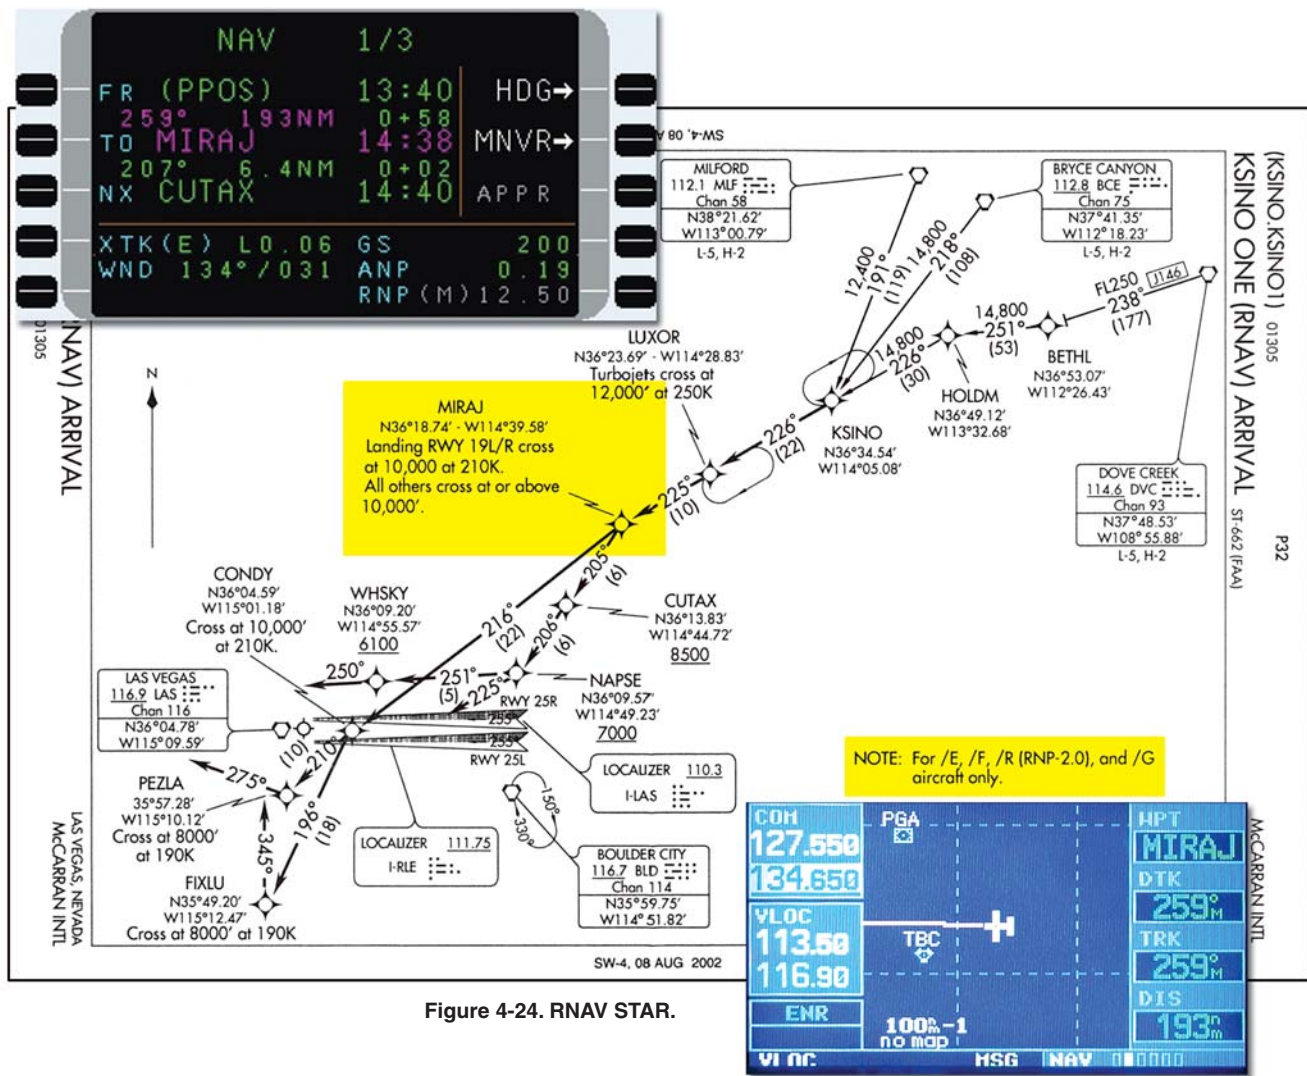 NAV 1/3
FR (PPOS) 13:40 HDG→
259° 193NM 0+58
TO MIRAJ 14:38 MNVR→
207° 6.4NM 0+02
NX CUTAX 14:40 APPR
XTK(E) L0.06 GS 200
WND 134°/031 ANP 0.19
RNP(M)12.50
(KSINO.KSINO1) 01305
KSINO ONE (RNAV) ARRIVAL ST-662 (FAA)
P32
SW-4, 08 A
01305
NAV) ARRIVAL
MILFORD
112.1 MLF
Chan 58
N38°21.62′
W113°00.79′
L-5, H-2
BRYCE CANYON
112.8 BCE
Chan 75
N37°41.35′
W112°18.23′
L-5, H-2
12,400
191°
(119)
14,800
218°
(108)
FL250 J146
238°
(177)
14,800
251°
(53)
14,800
226°
(30)
BETHL
N36°53.07′
W112°26.43′
HOLDM
N36°49.12′
W113°32.68′
KSINO
N36°34.54′
W114°05.08′
DOVE CREEK
114.6 DVC
Chan 93
N37°48.53′
W108°55.88′
L-5, H-2
LUXOR
N36°23.69′ - W114°28.83′
Turbojets cross at
12,000′ at 250K
226°
(22)
225°
(10)
N
MIRAJ
N36°18.74′ - W114°39.58′
Landing RWY 19L/R cross
at 10,000 at 210K.
All others cross at or above
10,000′.
205°
(6)
CUTAX
N36°13.83′
W114°44.72′
8500
206°
(6)
216°
(22)
CONDY
N36°04.59′
W115°01.18′
Cross at 10,000′
at 210K.
WHSKY
N36°09.20′
W114°55.57′
6100
250°
251°
(5)
225°
NAPSE
N36°09.57′
W114°49.23′
7000
LAS VEGAS
116.9 LAS
Chan 116
N36°04.78′
W115°09.59′
RWY 25R
255°
255°
RWY 25L
LOCALIZER 110.3
I-LAS
LOCALIZER 111.75
I-RLE
210°
(10)
275°
PEZLA
35°57.28′
W115°10.12′
Cross at 8000′
at 190K
196°
(18)
345°
FIXLU
N35°49.20′
W115°12.47′
Cross at 8000′ at 190K
150°
330°
BOULDER CITY
116.7 BLD
Chan 114
N35°59.75′
W114°51.82′
NOTE: For /E, /F, /R (RNP-2.0), and /G
aircraft only.
LAS VEGAS, NEVADA
McCARRAN INTL
McCARRAN INTL
SW-4, 08 AUG 2002
COM
127.550
134.650
VLOC
113.50
116.90
ENR
PGA
TBC
100nm-1
no map
WPT
MIRAJ
DTK
259°M
TRK
259°M
DIS
193nm
VLOC MSG NAV
Figure 4-24. RNAV STAR.